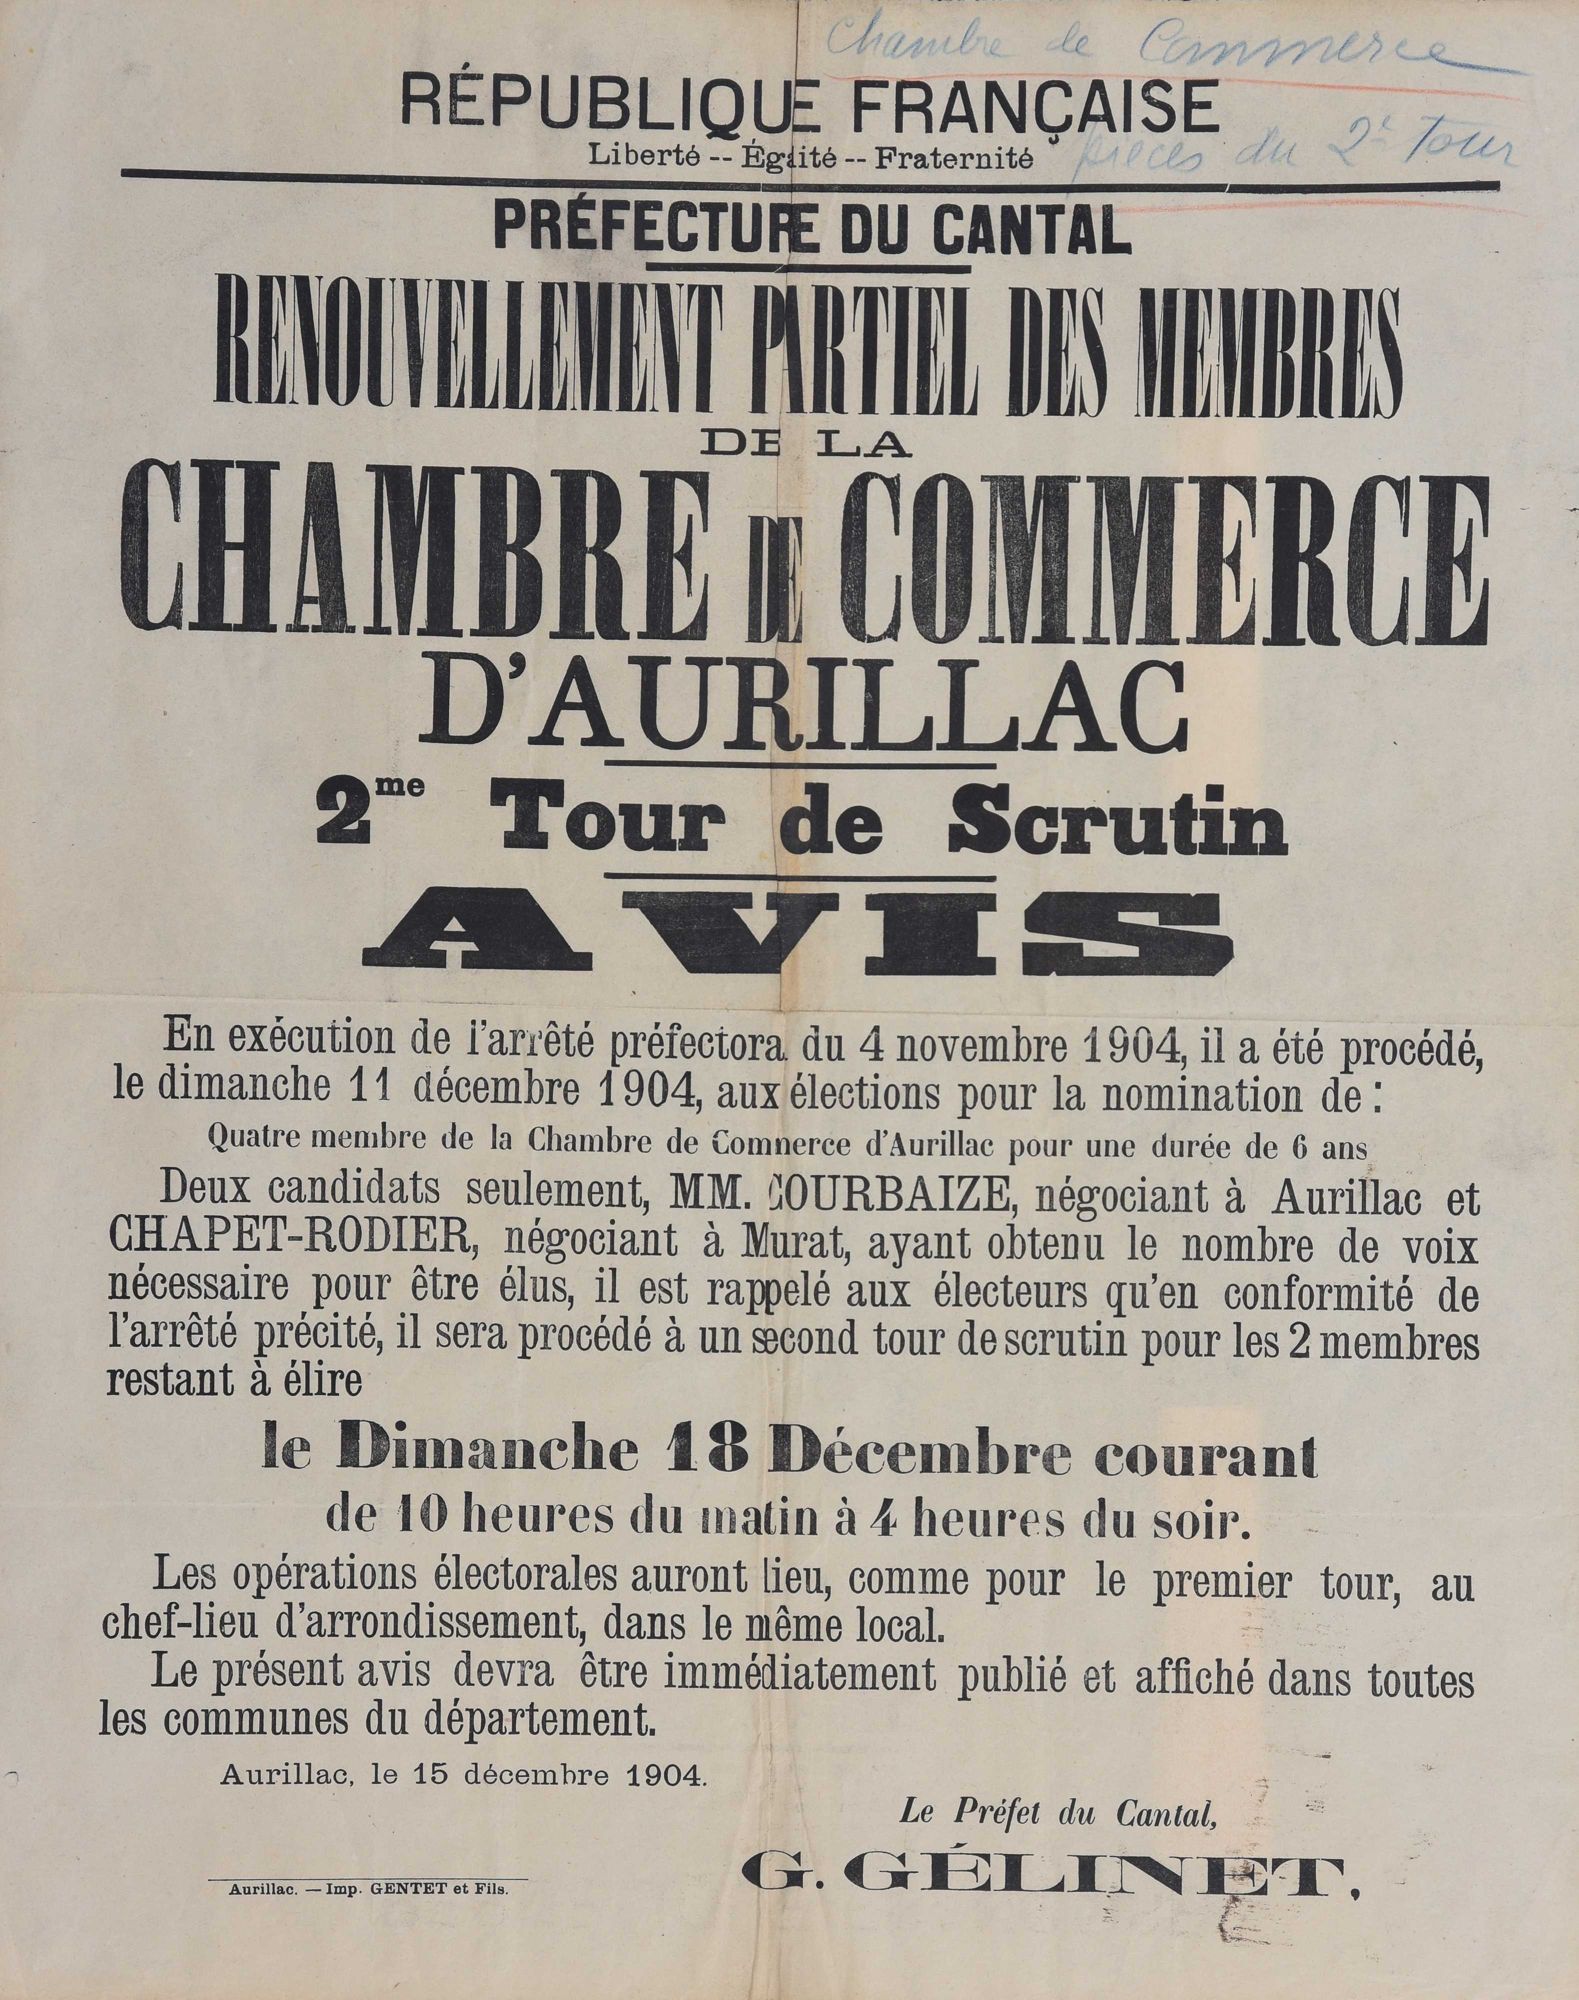 Chambre de Commerce
RÉPUBLIQUE FRANÇAISE
Liberté -- Égalité -- Fraternité
pièces du 2e Tour
PRÉFECTURE DU CANTAL
RENOUVELLEMENT PARTIEL DES MEMBRES
DE LA
CHAMBRE DE COMMERCE
D'AURILLAC
2me Tour de Scrutin
AVIS
En exécution de l'arrêté préfectora du 4 novembre 1904, il a été procédé,
le dimanche 11 décembre 1904, aux élections pour la nomination de :
Quatre membre de la Chambre de Commerce d'Aurillac pour une durée de 6 ans
Deux candidats seulement, MM. COURBAIZE, négociant à Aurillac et
CHAPET-RODIER, négociant à Murat, ayant obtenu le nombre de voix
nécessaire pour être élus, il est rappelé aux électeurs qu'en conformité de
l'arrêté précité, il sera procédé à un second tour de scrutin pour les 2 membres
restant à élire
le Dimanche 18 Décembre courant
de 10 heures du matin à 4 heures du soir.
Les opérations électorales auront lieu, comme pour le premier tour, au
chef-lieu d'arrondissement, dans le même local.
Le présent avis devra être immédiatement publié et affiché dans toutes
les communes du département.
Aurillac, le 15 décembre 1904.
Le Préfet du Cantal,
G. GÉLINET,
Aurillac. — Imp. GENTET et Fils.